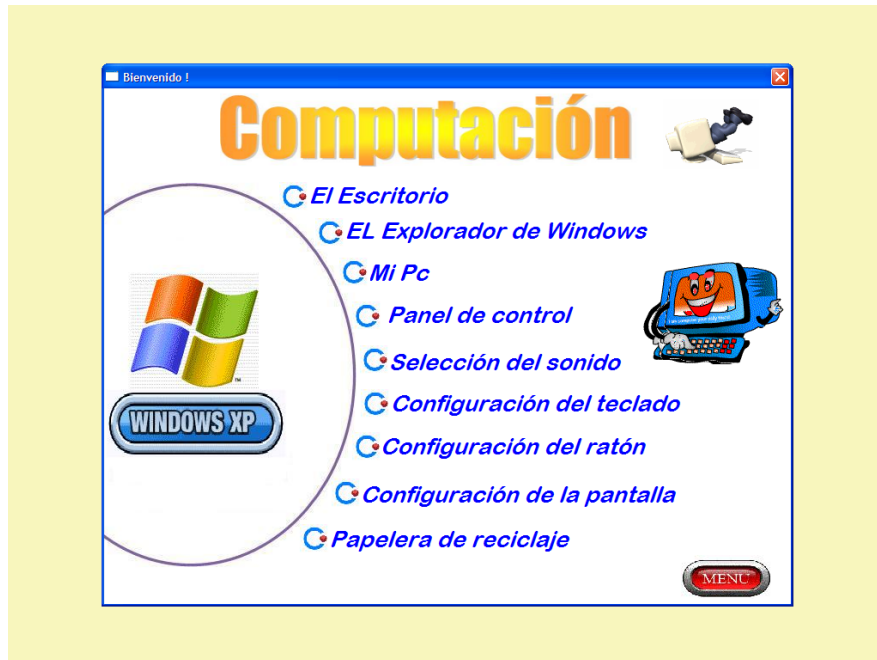 Bienvenido !
Computación
El Escritorio
EL Explorador de Windows
Mi Pc
Panel de control
Selección del sonido
Configuración del teclado
WINDOWS XP
Configuración del ratón
Configuración de la pantalla
Papelera de reciclaje
MENU